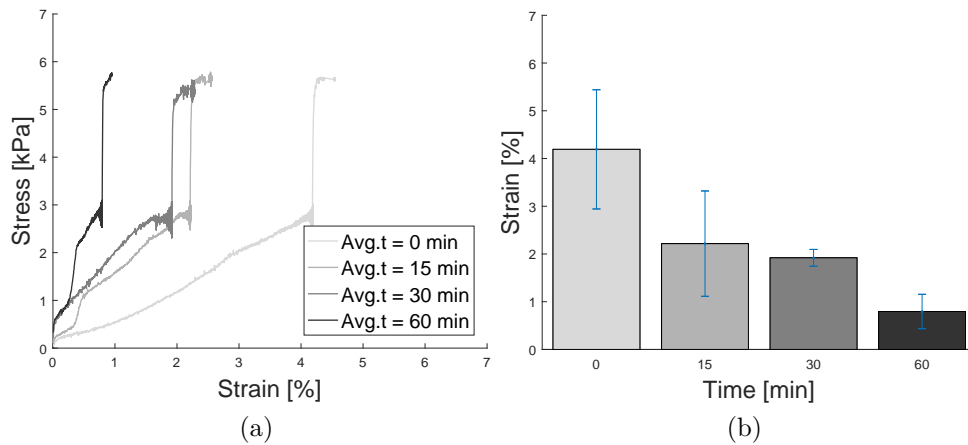 7
6
5
4
3
2
1
0
Stress [kPa]
0 1 2 3 4 5 6 7
Strain [%]
Avg.t = 0 min
Avg.t = 15 min
Avg.t = 30 min
Avg.t = 60 min
(a)
7
6
5
4
3
2
1
0
Strain [%]
0 15 30 60
Time [min]
(b)